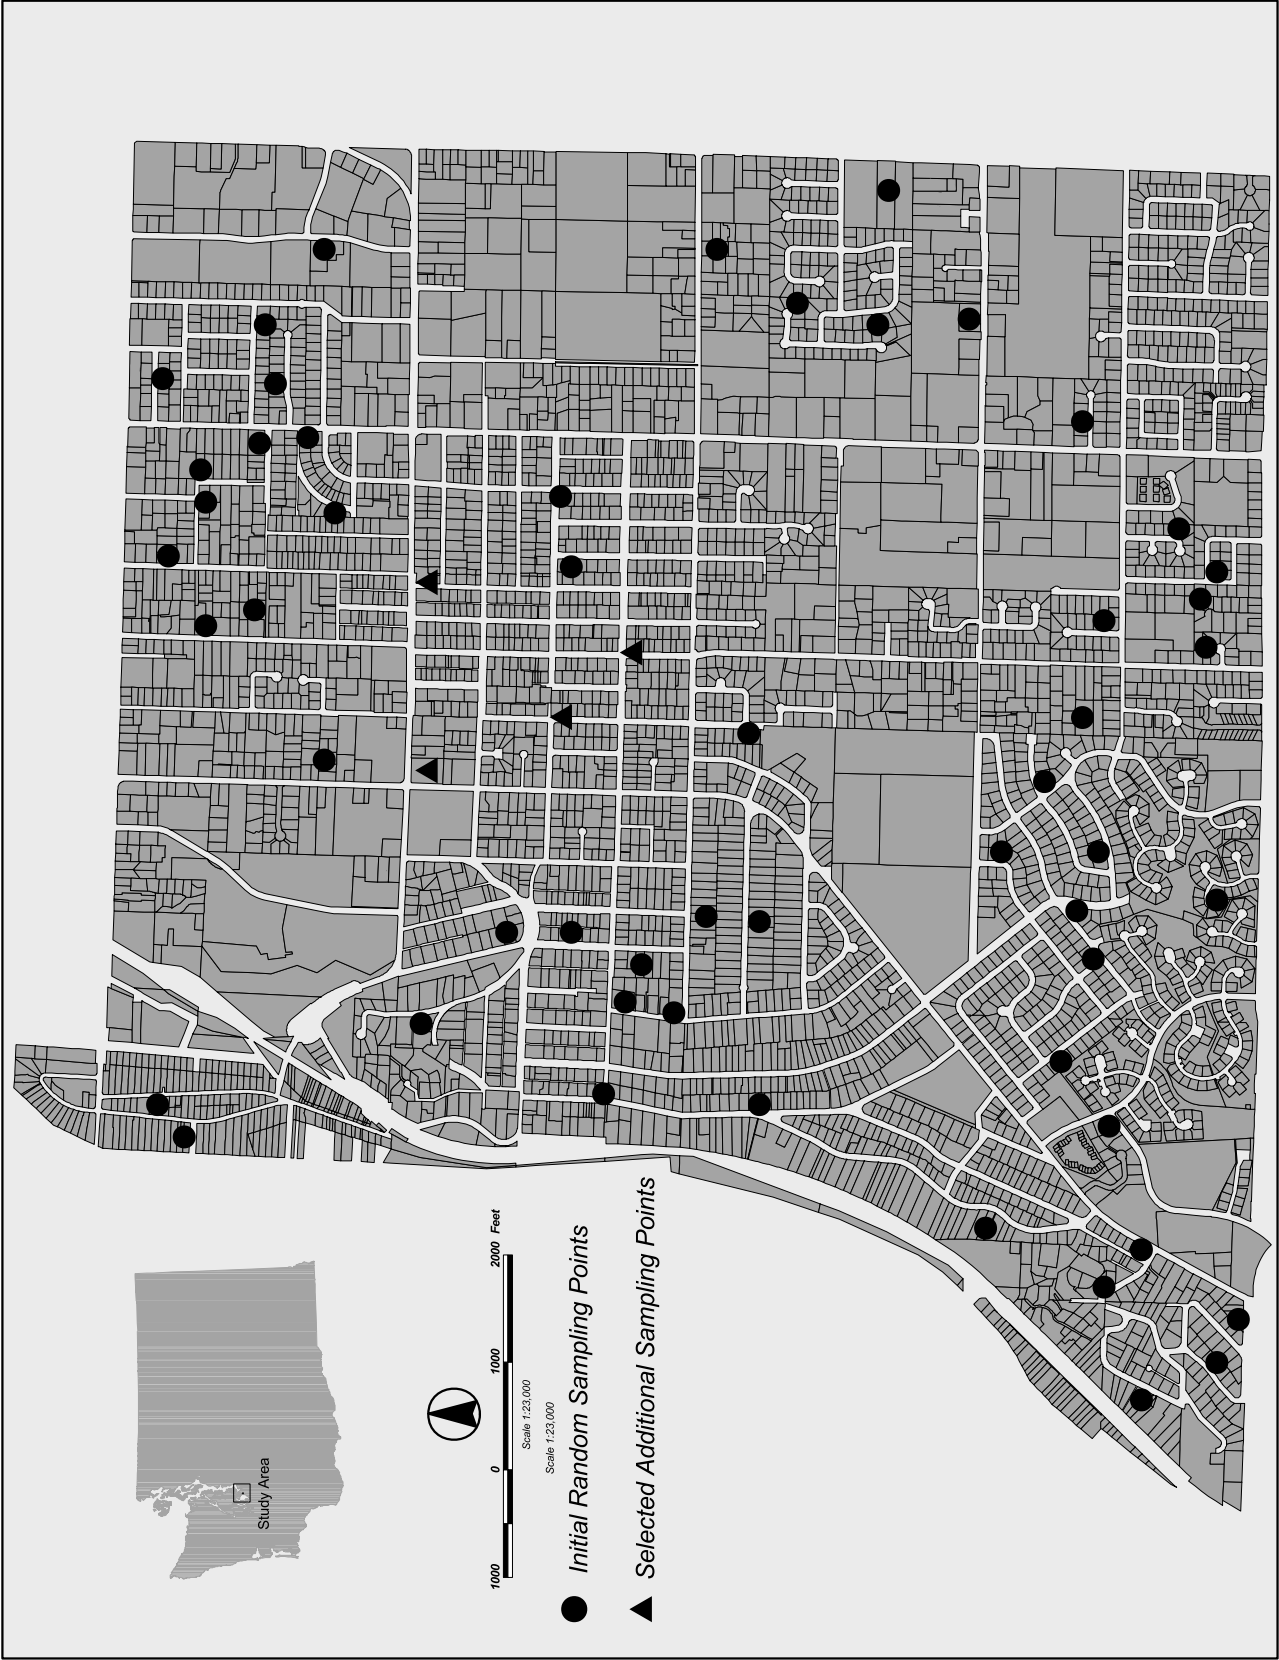 Study Area
1000 0 1000 2000 Feet
Scale 1:23,000
Scale 1:23,000
Initial Random Sampling Points
Selected Additional Sampling Points